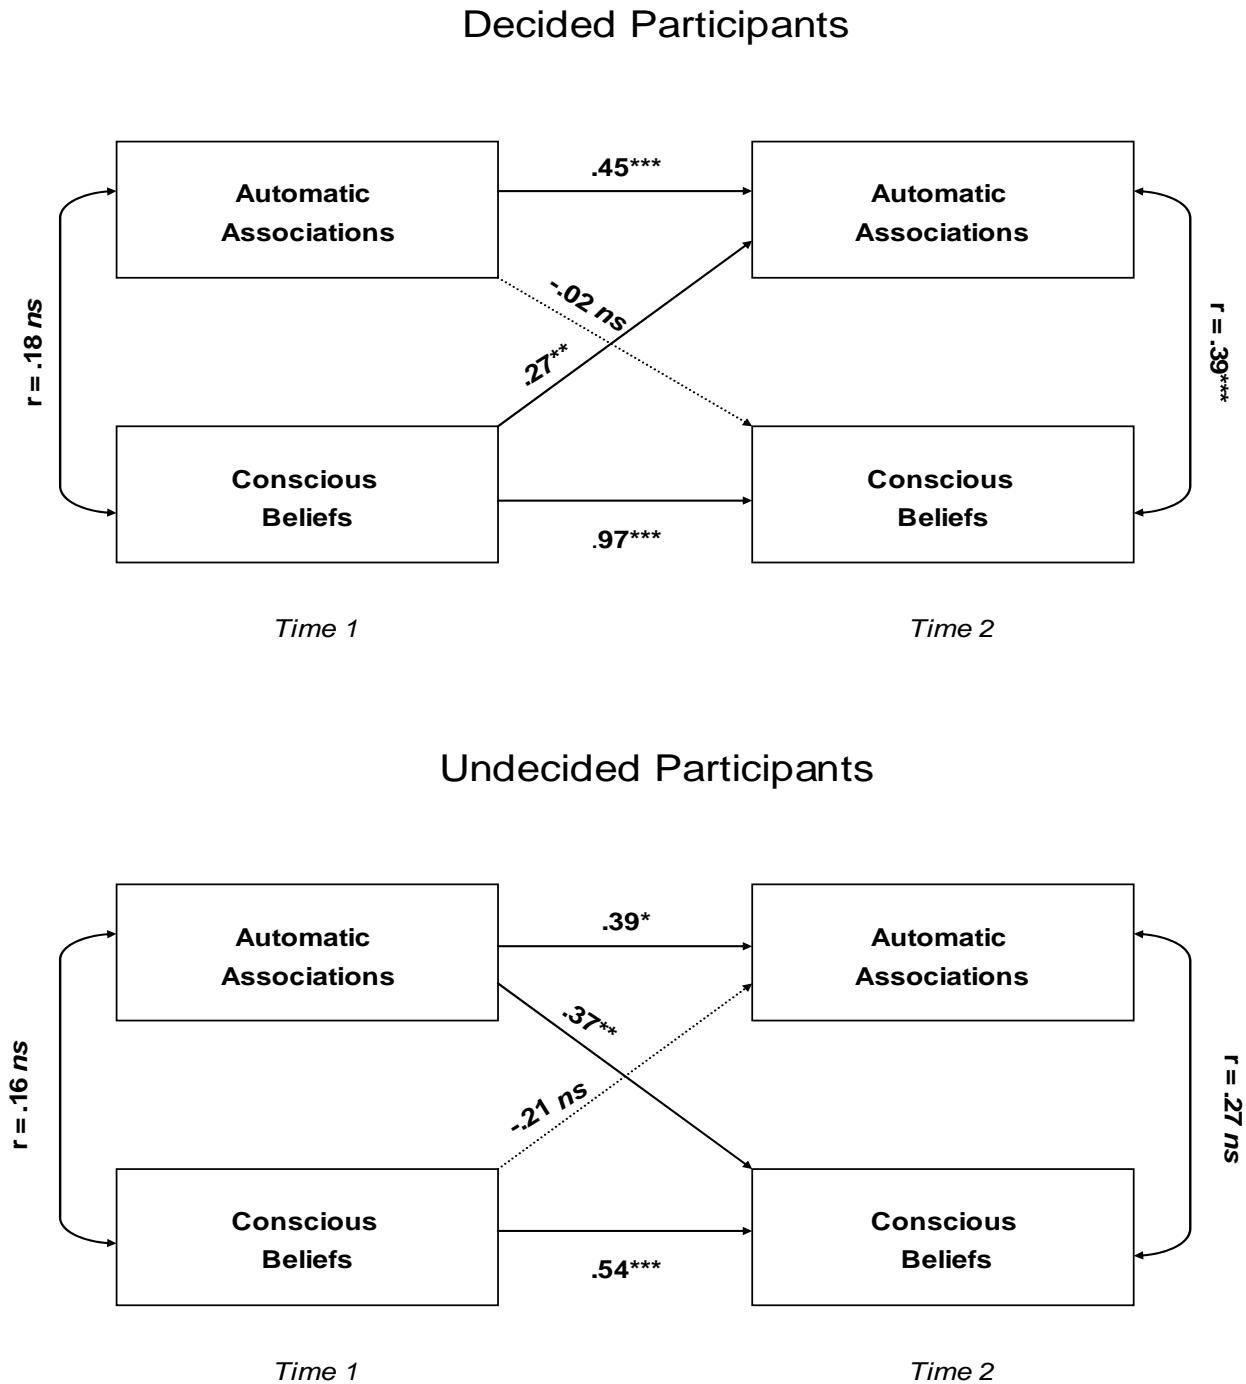 Decided Participants
.45***
Automatic
Associations
Automatic
Associations
-.02 ns
r = .18 ns
r = .39***
.27**
Conscious
Beliefs
Conscious
Beliefs
.97***
Time 1
Time 2
Undecided Participants
.39*
Automatic
Associations
Automatic
Associations
.37**
r = .16 ns
r = .27 ns
-.21 ns
Conscious
Beliefs
Conscious
Beliefs
.54***
Time 1
Time 2